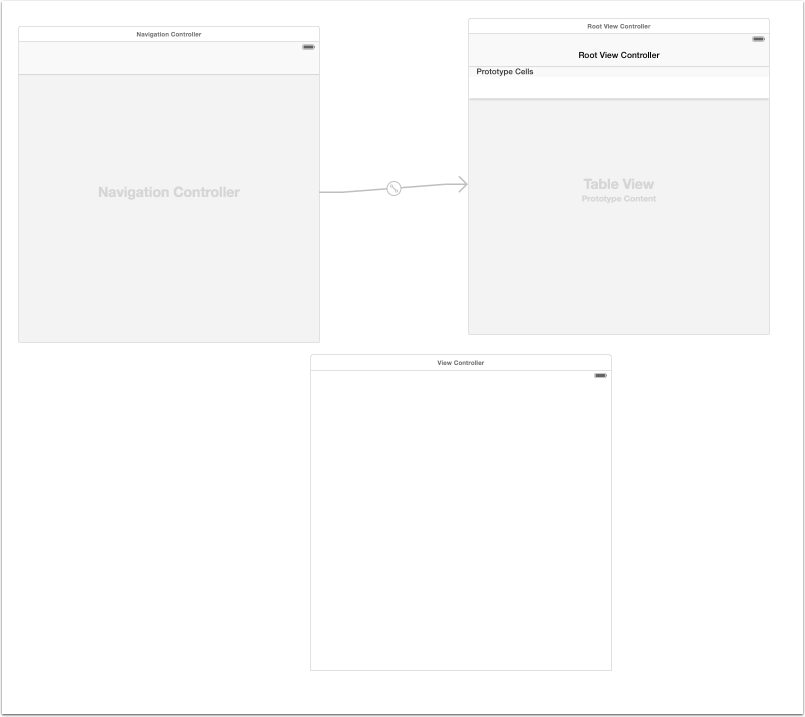 Navigation Controller
Navigation Controller
Root View Controller
Root View Controller
Prototype Cells
Table View
Prototype Content
View Controller